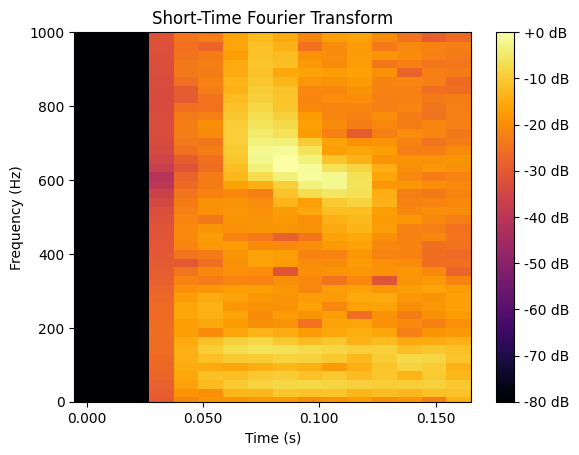 Short-Time Fourier Transform
1000
800
600
400
200
0
Frequency (Hz)
0.000 0.050 0.100 0.150
Time (s)
+0 dB
-10 dB
-20 dB
-30 dB
-40 dB
-50 dB
-60 dB
-70 dB
-80 dB